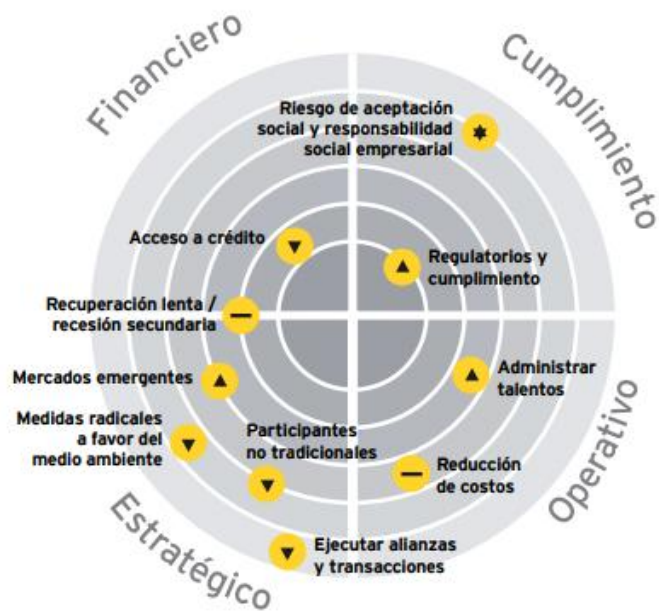 Financiero
Cumplimiento
Riesgo de aceptación
social y responsabilidad
social empresarial
Acceso a crédito
Regulatorios y
cumplimiento
Recuperación lenta /
recesión secundaria
Mercados emergentes
Administrar
talentos
Medidas radicales
a favor del
medio ambiente
Participantes
no tradicionales
Reducción
de costos
Ejecutar alianzas
y transacciones
Estratégico
Operativo